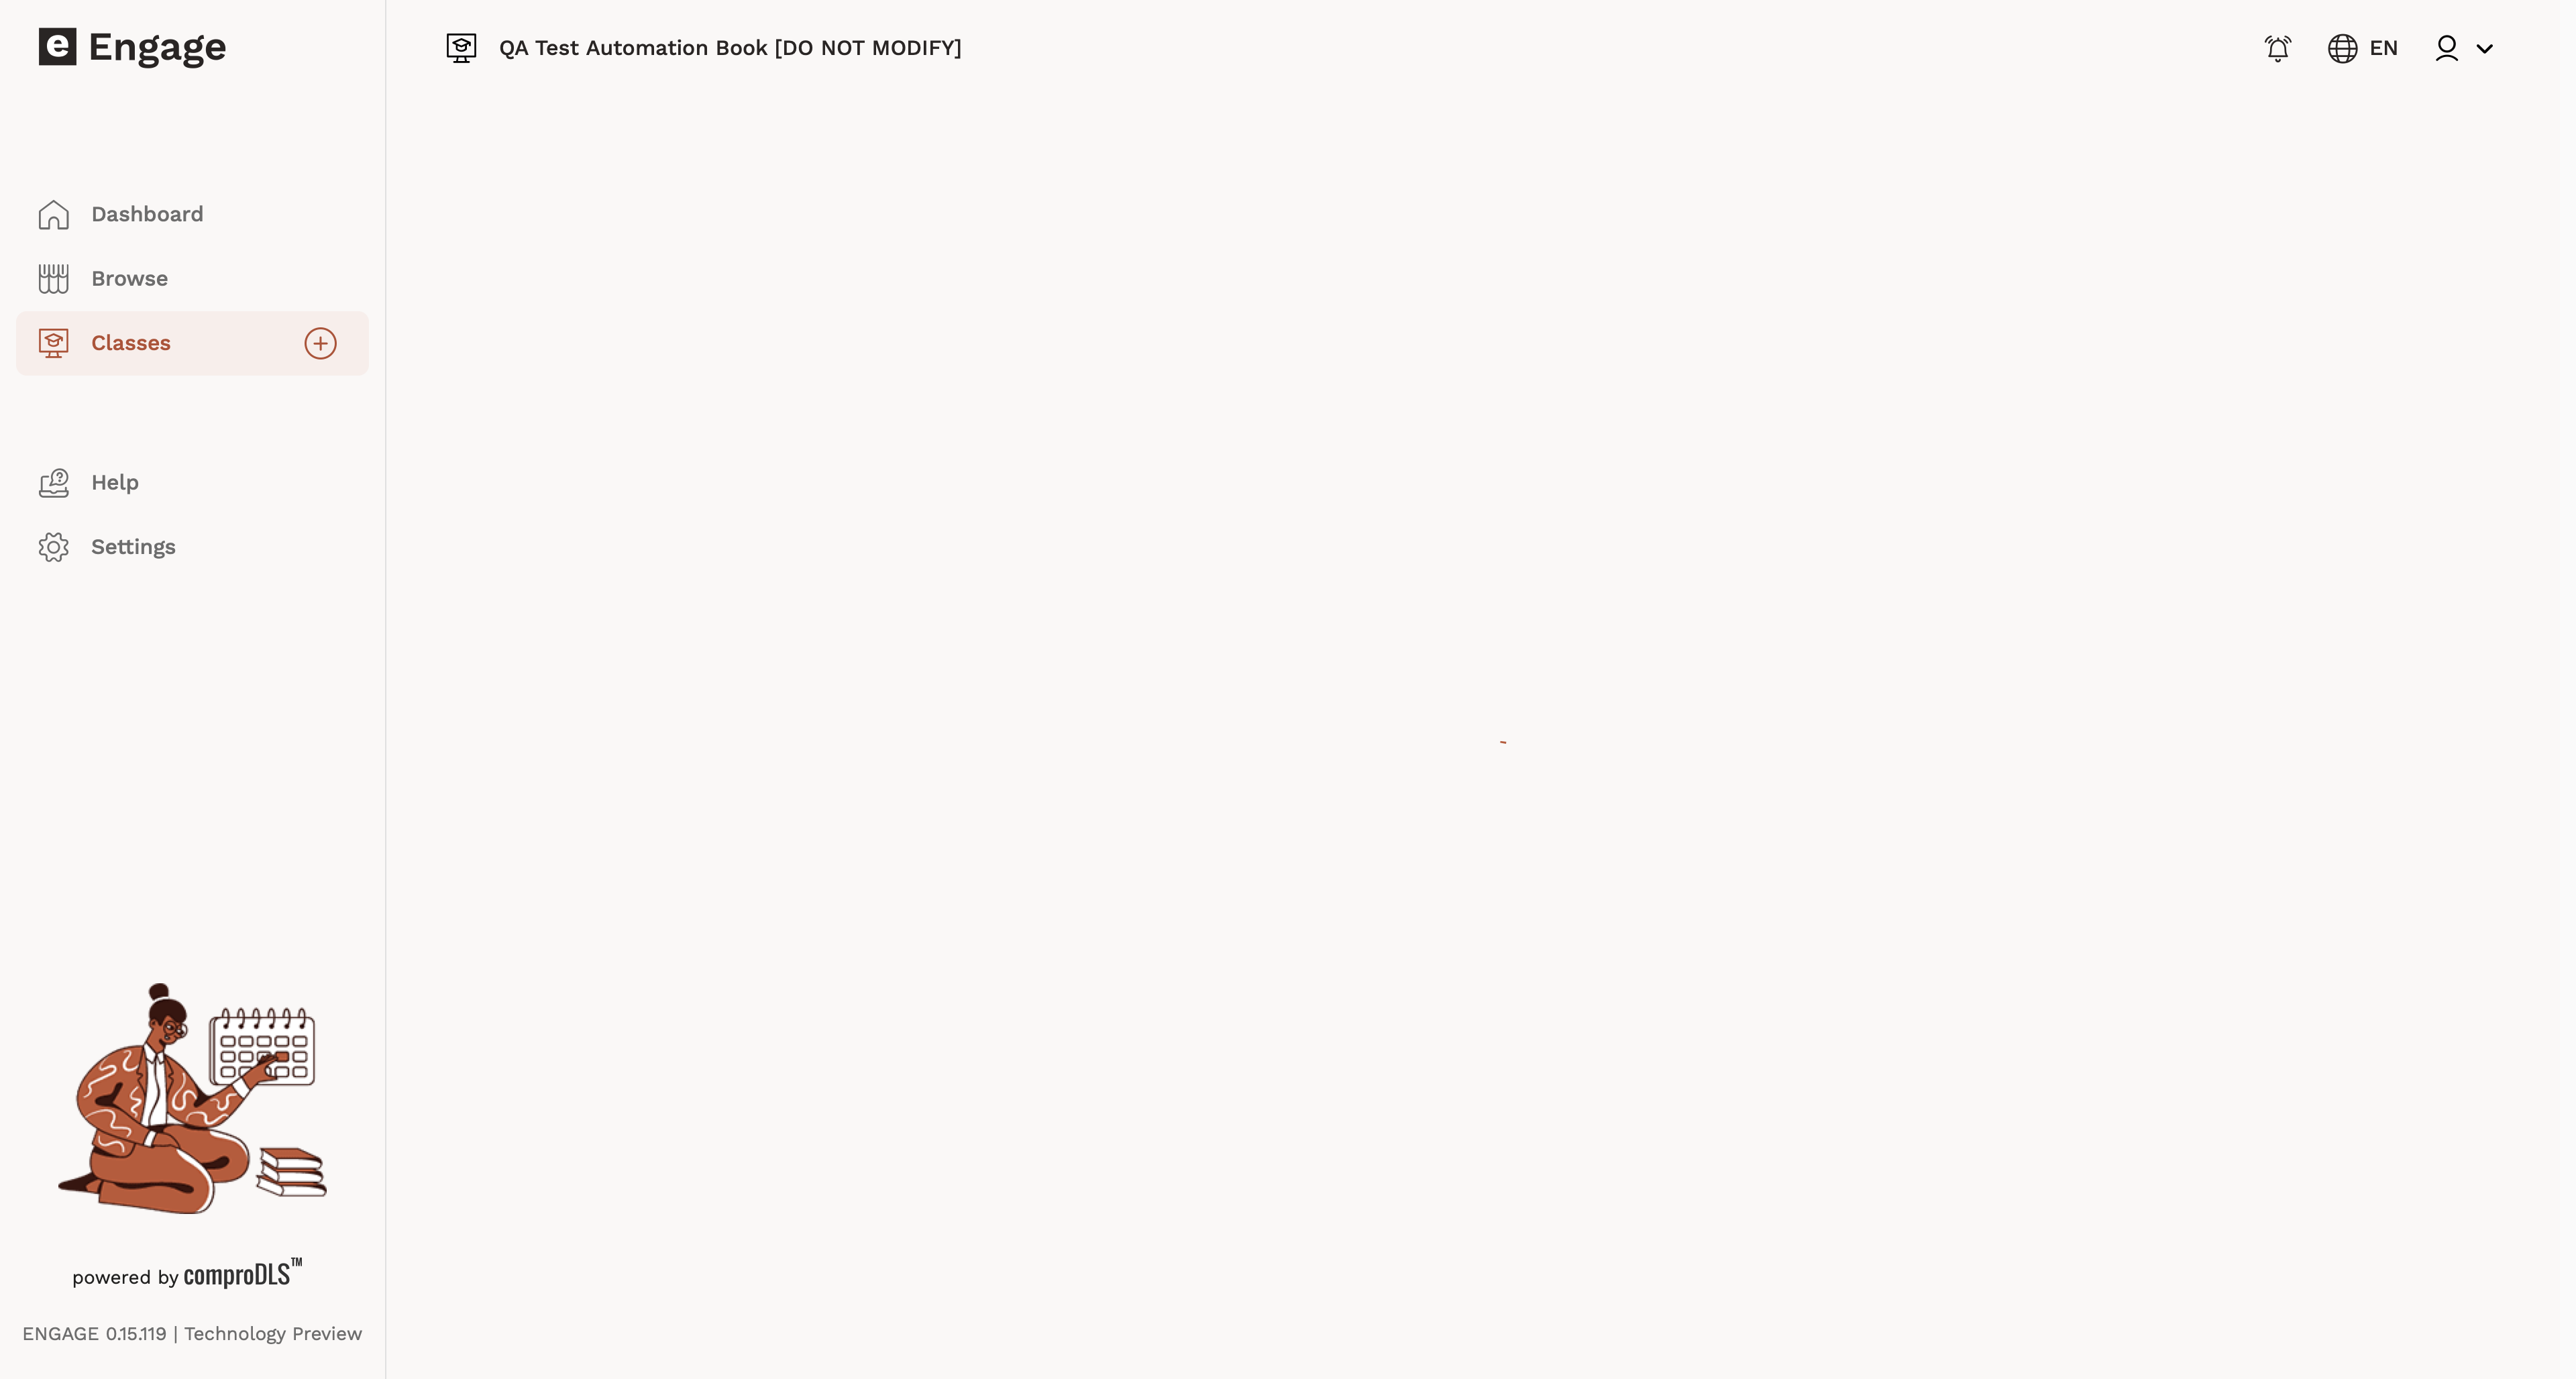 e Engage
QA Test Automation Book [DO NOT MODIFY]
EN
Dashboard
Browse
Classes
Help
Settings
powered by comproDLS™
ENGAGE 0.15.119 | Technology Preview